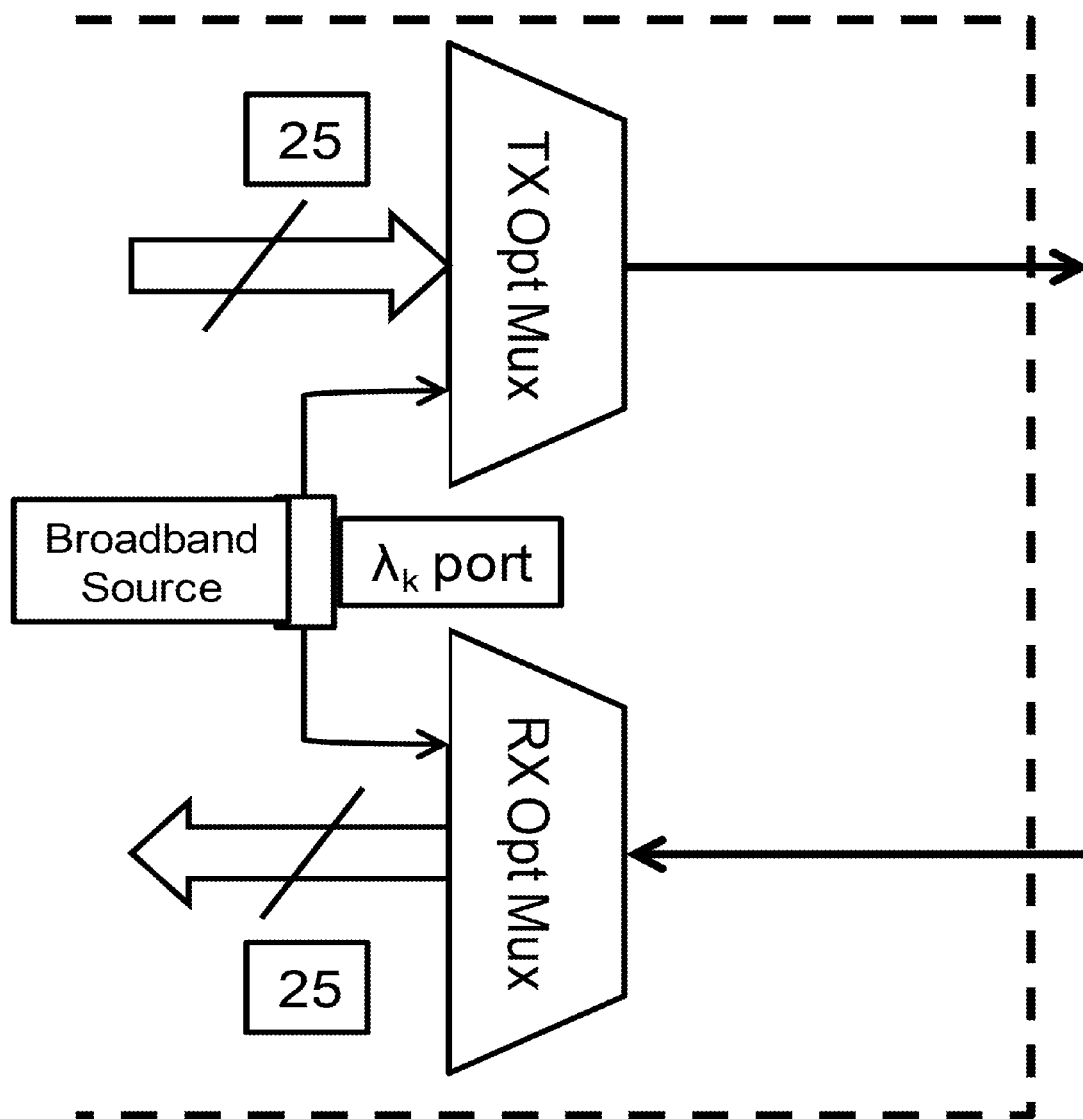 25
TX Opt Mux
Broadband
Source
λk port
RX Opt Mux
25